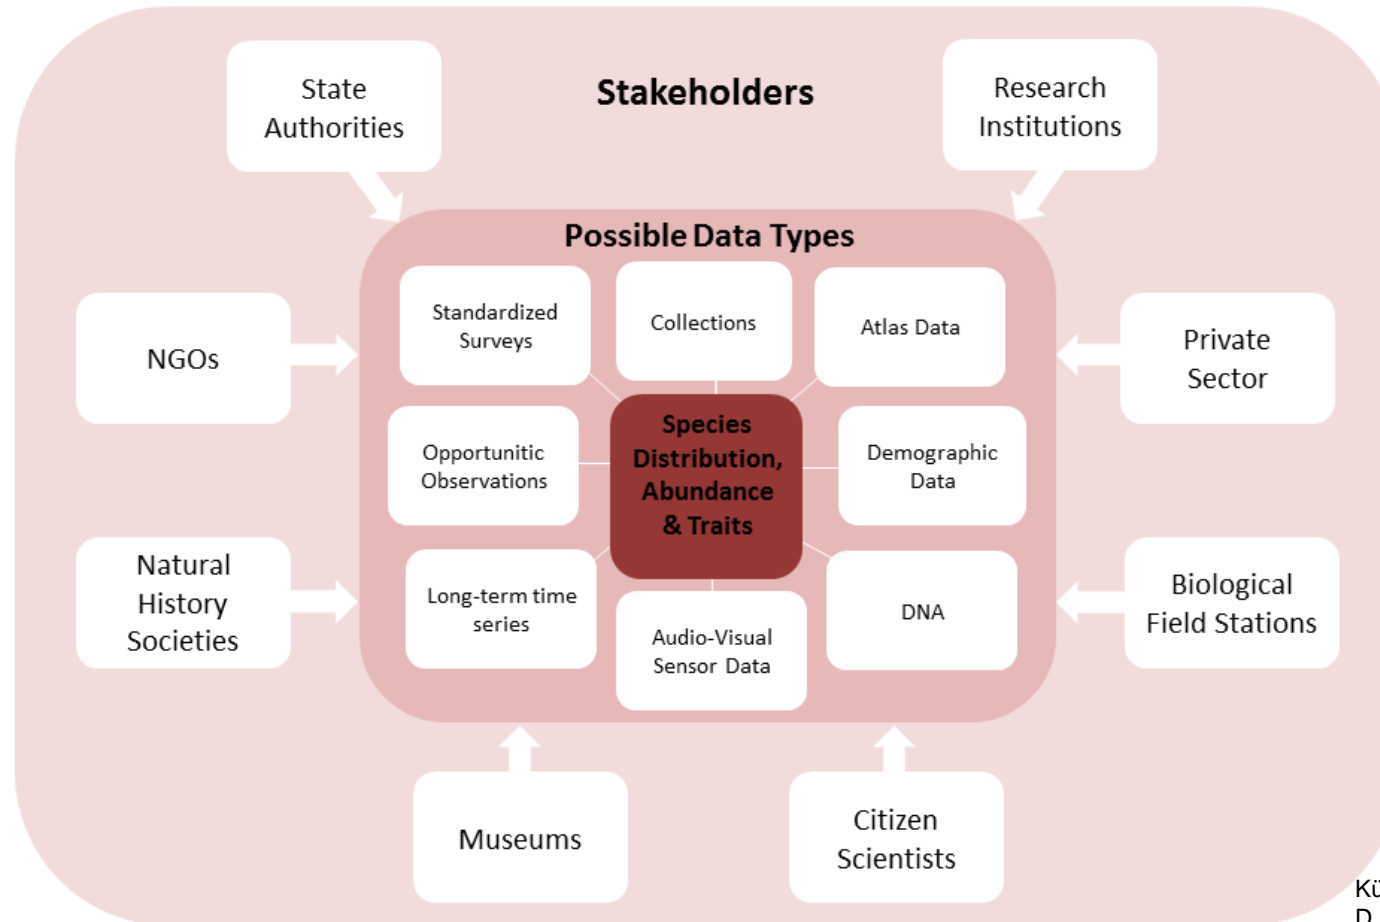 Stakeholders
State
Authorities
Research
Institutions
Possible Data Types
Standardized
Surveys
Collections
Atlas Data
NGOs
Private
Sector
Species
Distribution,
Abundance
& Traits
Opportunitic
Observations
Demographic
Data
Natural
History
Societies
Long-term time
series
Audio-Visual
Sensor Data
DNA
Biological
Field Stations
Museums
Citizen
Scientists
Kü
D